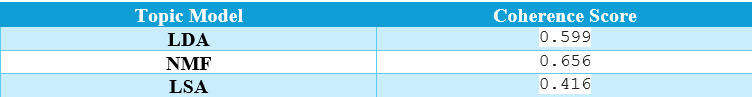 Topic Model Coherence Score
LDA 0.599
NMF 0.656
LSA 0.416